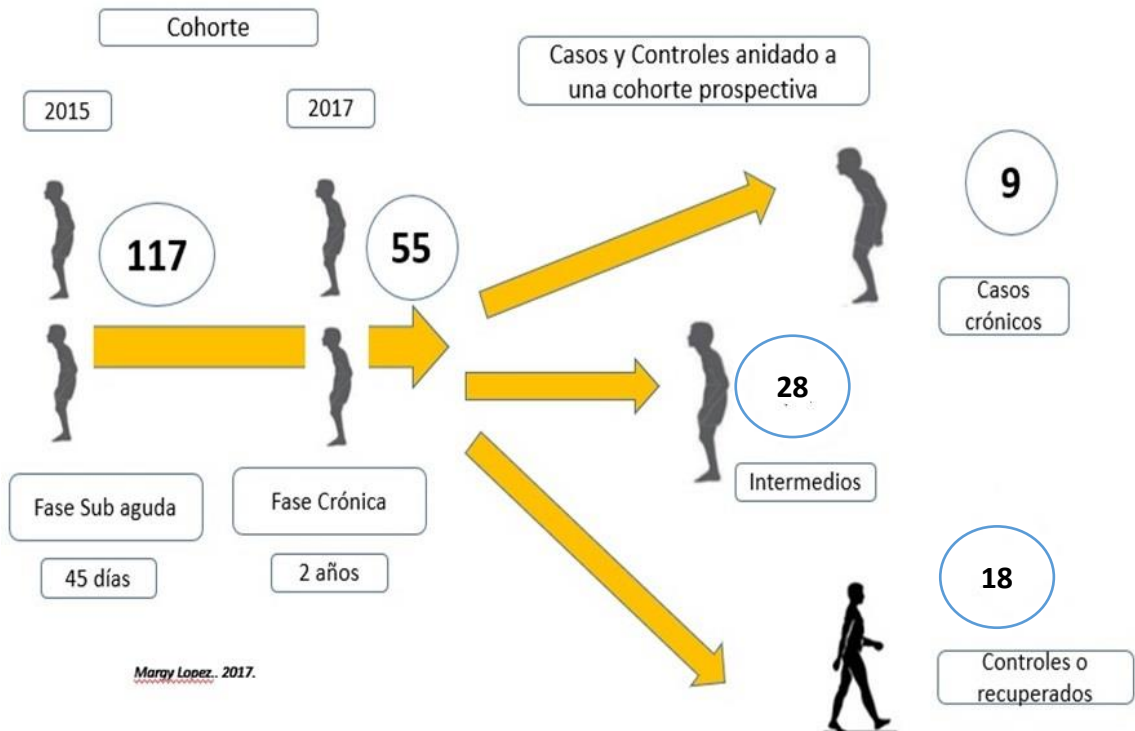 Cohorte
Casos y Controles anidado a
una cohorte prospectiva
2015
2017
117
55
9
Casos
crónicos
28
Intermedios
Fase Sub aguda
Fase Crónica
45 días
2 años
18
Controles o
recuperados
Margy Lopez.. 2017.